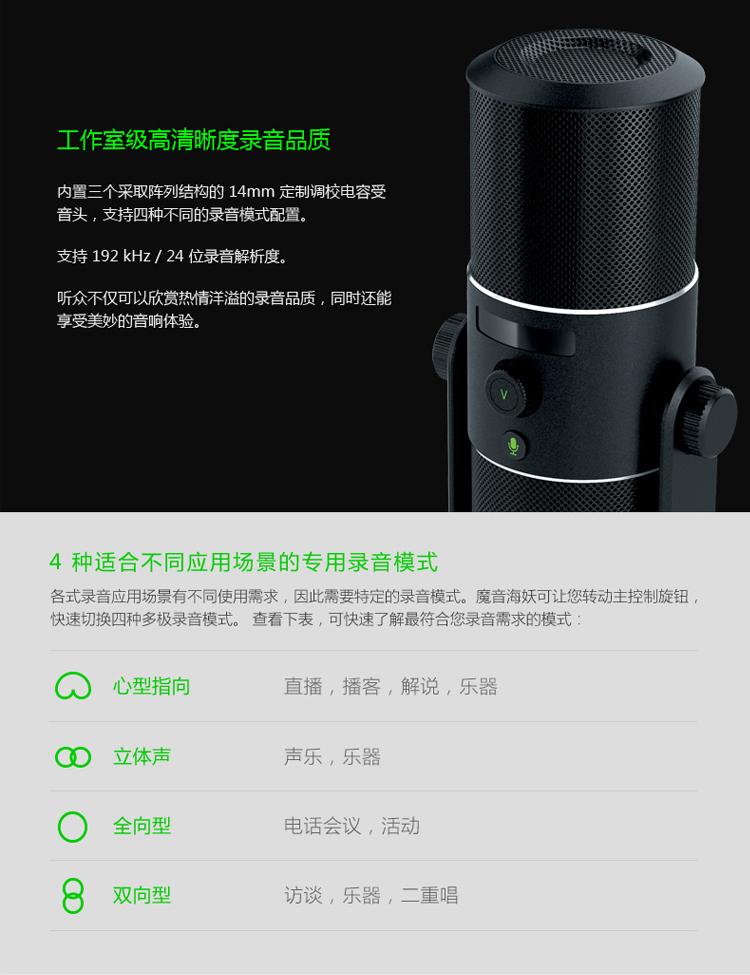 工作室级高清晰度录音品质
内置三个采取阵列结构的 14mm 定制调校电容受
音头，支持四种不同的录音模式配置。
支持 192 kHz / 24 位录音解析度。
听众不仅可以欣赏热情洋溢的录音品质，同时还能
享受美妙的音响体验。
V
4 种适合不同应用场景的专用录音模式
各式录音应用场景有不同使用需求，因此需要特定的录音模式。魔音海妖可让您转动主控制旋钮，
快速切换四种多极录音模式。 查看下表，可快速了解最符合您录音需求的模式：
心型指向 直播，播客，解说，乐器
立体声 声乐，乐器
全向型 电话会议，活动
双向型 访谈，乐器，二重唱